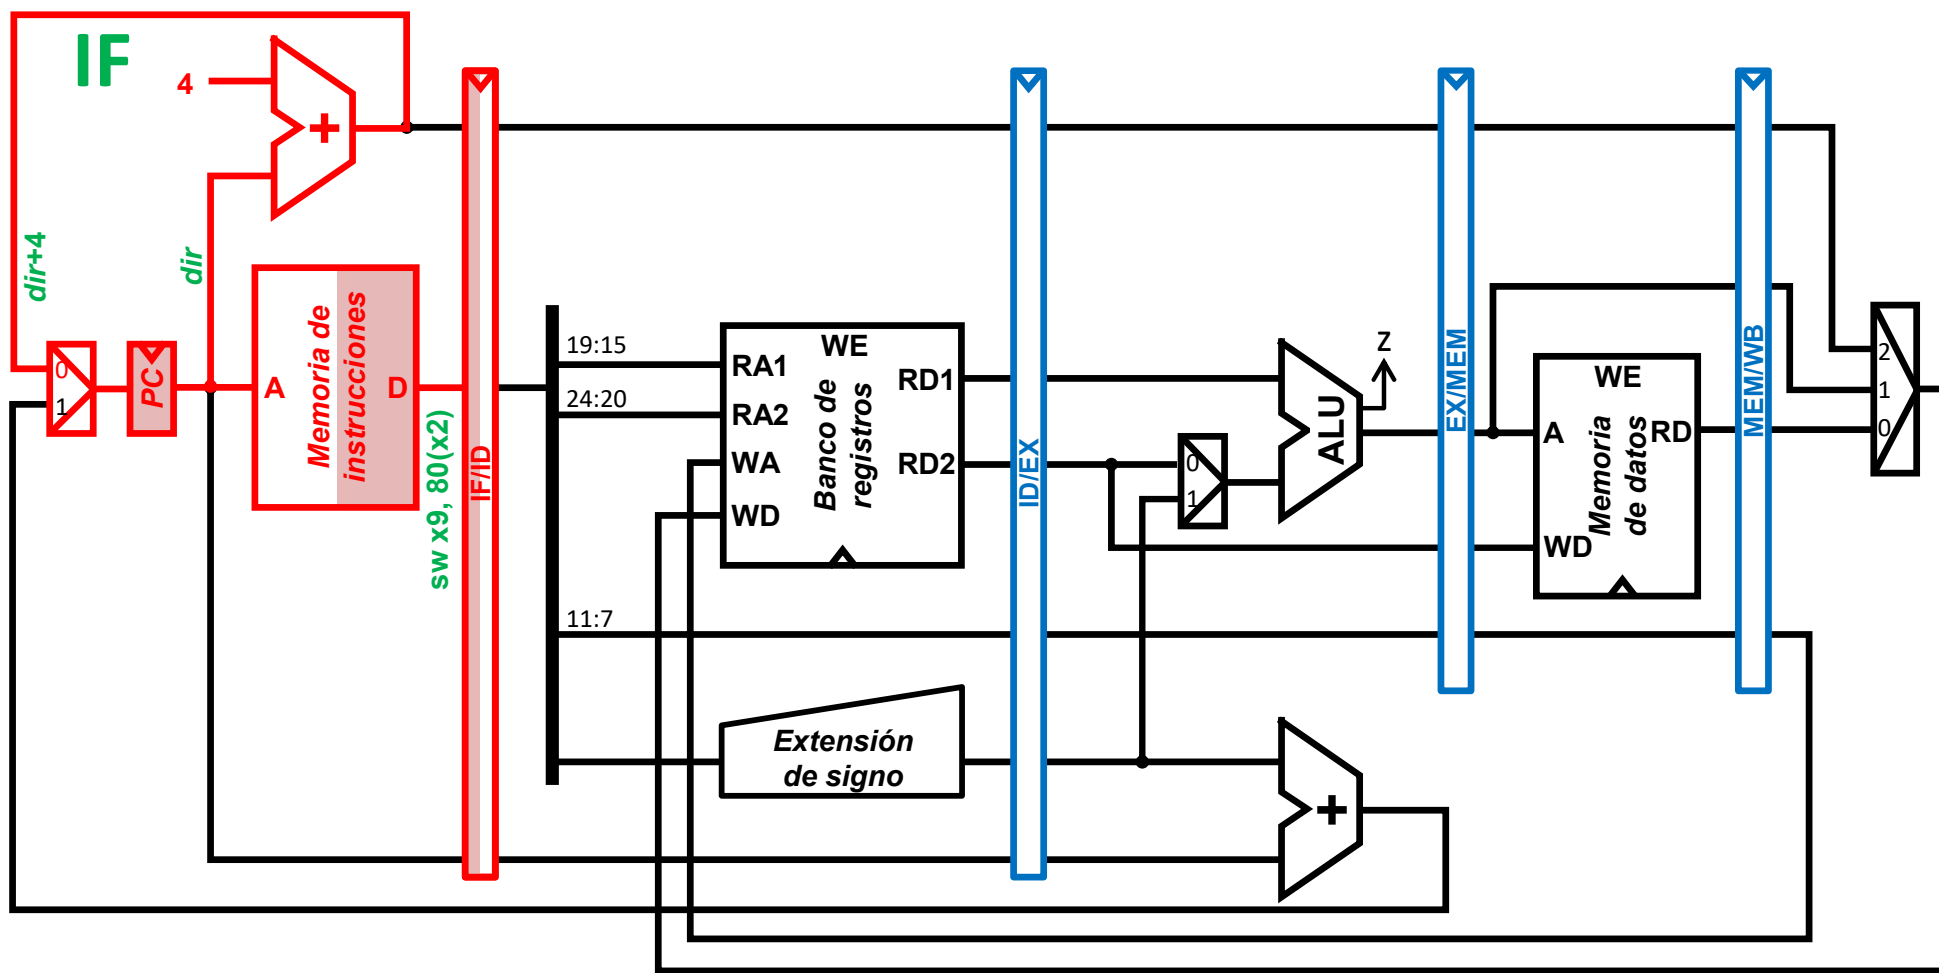 IF
4
+
dir+4
dir
0
1
PC
A
Memoria de
instrucciones
D
sw x9, 80(x2)
IF/ID
19:15
24:20
11:7
WE
RA1
RA2
WA
WD
Banco de
registros
RD1
RD2
Extensión
de signo
ID/EX
0
1
ALU
Z
+
EX/MEM
WE
A
Memoria
de datos
RD
WD
MEM/WB
2
1
0